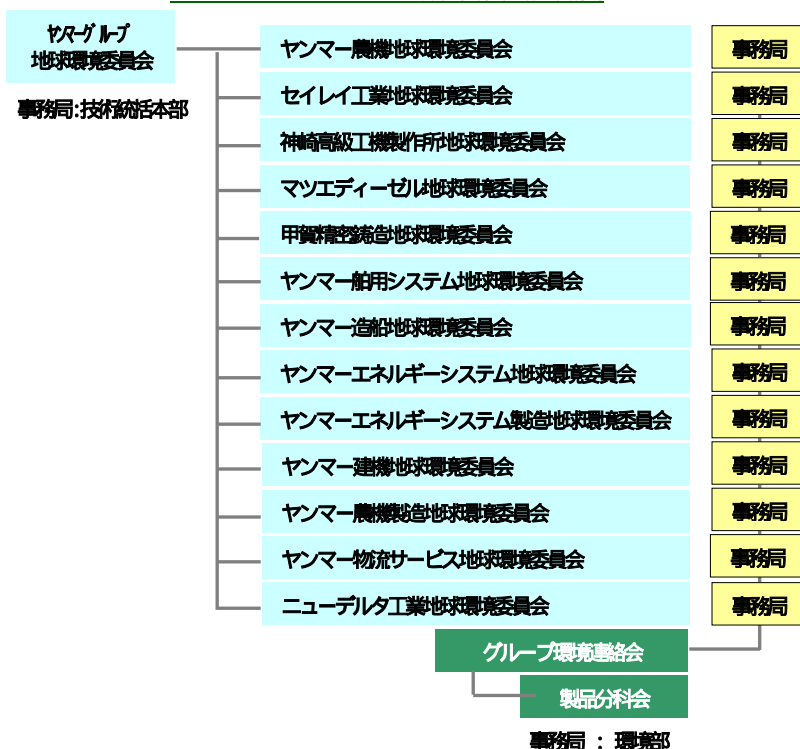 ヤンマーグループ
地球環境委員会
事務局:技術統括本部
ヤンマー農機地球環境委員会 事務局
セイレイ工業地球環境委員会 事務局
神崎高級工機製作所地球環境委員会 事務局
マツエディーゼル地球環境委員会 事務局
甲賀精密鋳造地球環境委員会 事務局
ヤンマー舶用システム地球環境委員会 事務局
ヤンマー造船地球環境委員会 事務局
ヤンマーエネルギーシステム地球環境委員会 事務局
ヤンマーエネルギーシステム製造地球環境委員会 事務局
ヤンマー建機地球環境委員会 事務局
ヤンマー農機製造地球環境委員会 事務局
ヤンマー物流サービス地球環境委員会 事務局
ニューデルタ工業地球環境委員会 事務局
グループ環境連絡会
製品分科会
事務局 : 環境部